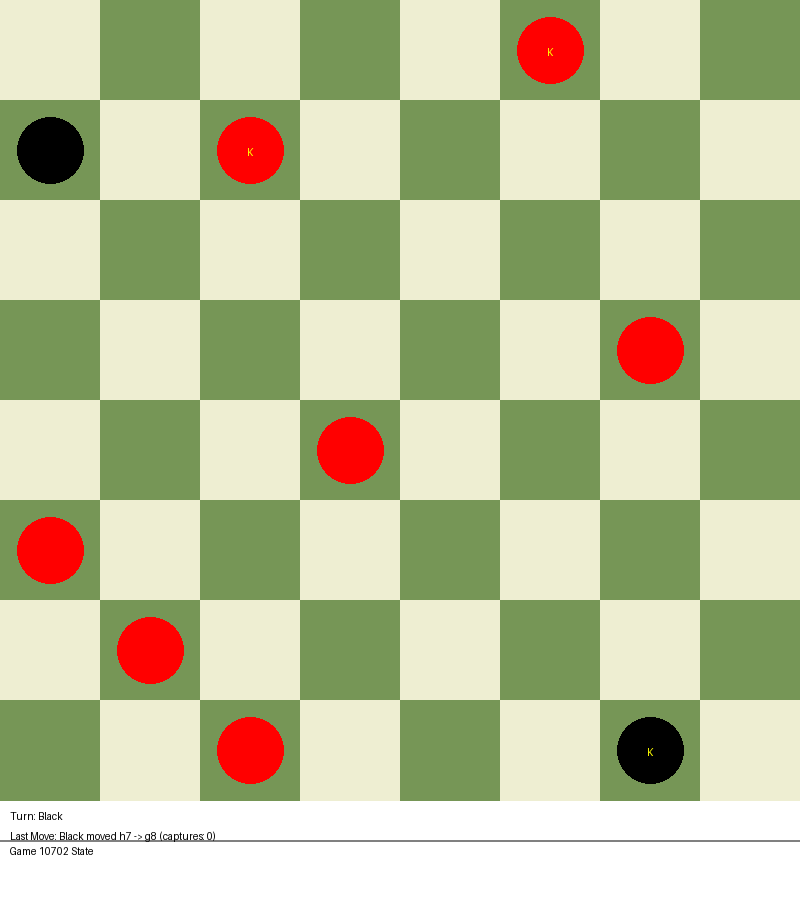 K
K
K
Turn: Black
Last Move: Black moved h7 -> g8 (captures: 0)
Game 10702 State